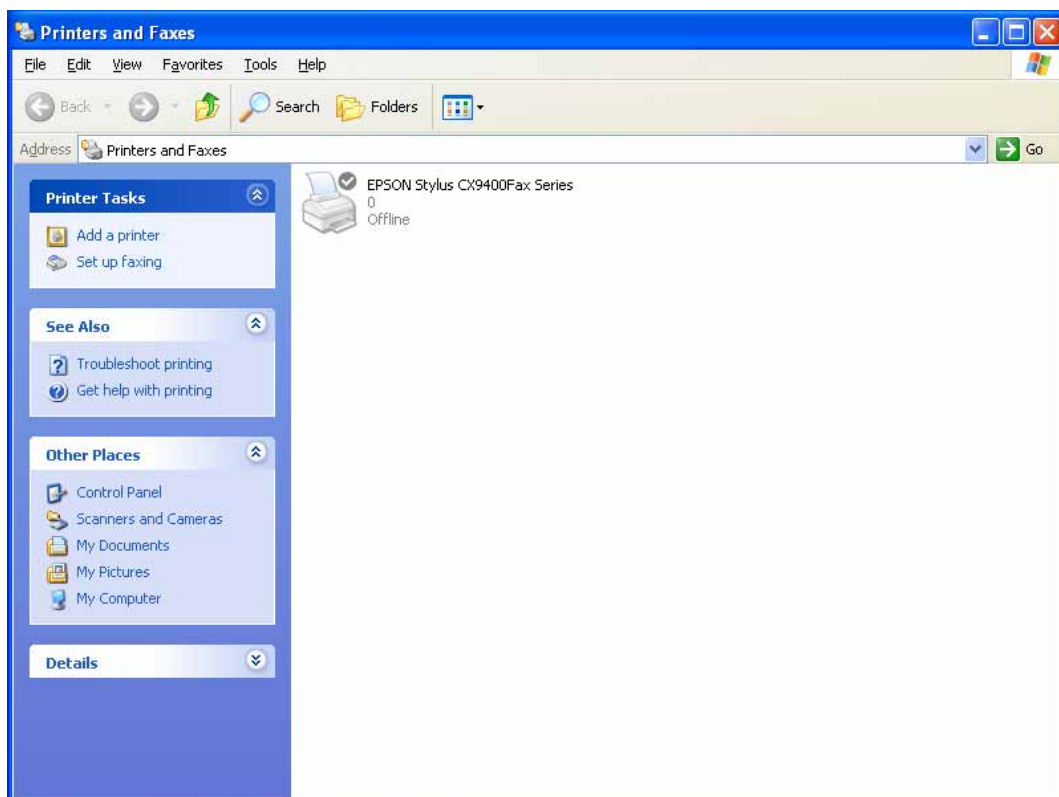 Printers and Faxes
File Edit View Favorites Tools Help
Back Search Folders
Address Printers and Faxes Go
Printer Tasks
Add a printer
Set up faxing
See Also
Troubleshoot printing
Get help with printing
Other Places
Control Panel
Scanners and Cameras
My Documents
My Pictures
My Computer
Details
EPSON Stylus CX9400Fax Series
0
Offline